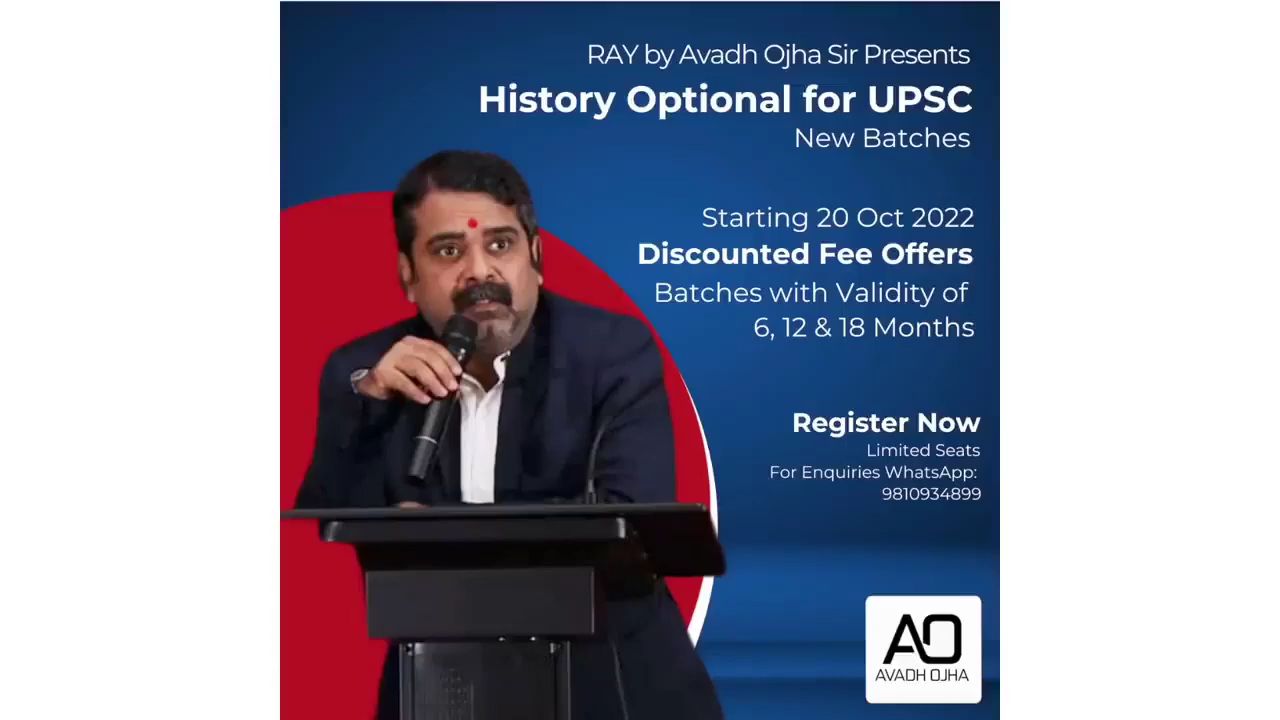 RAY by Avadh Ojha Sir Presents
History Optional for UPSC
New Batches
Starting 20 Oct 2022
Discounted Fee Offers
Batches with Validity of
6, 12 & 18 Months
Register Now
Limited Seats
For Enquiries WhatsApp:
9810934899
AO
AVADH OJHA